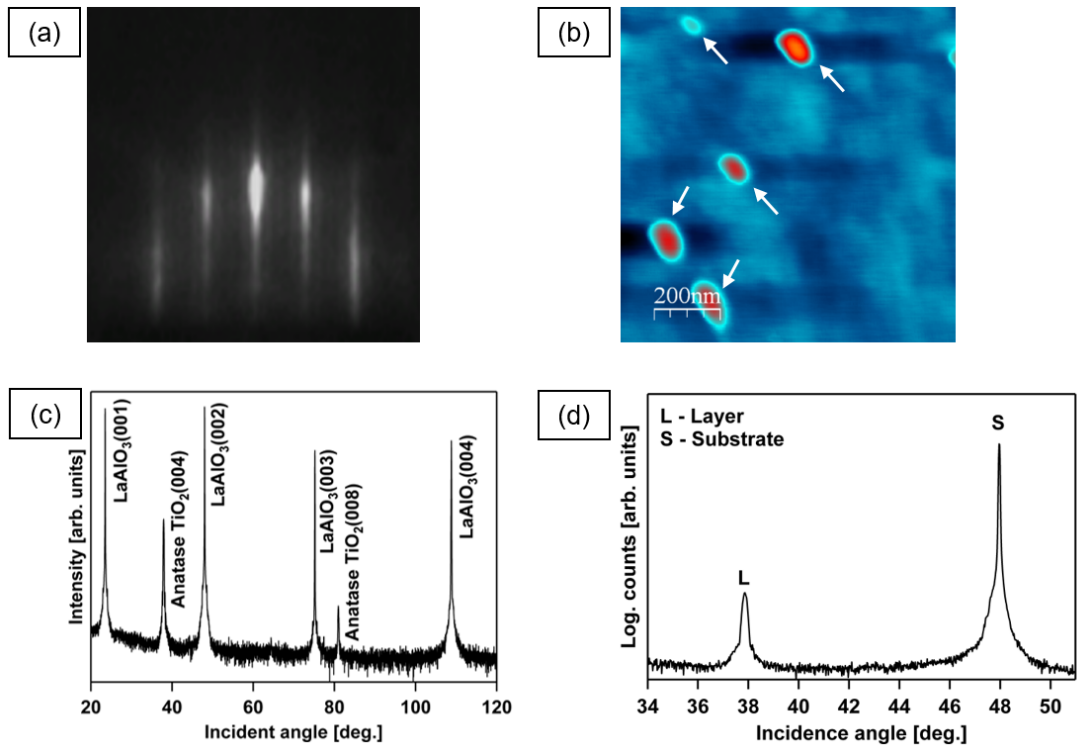 (a)
(b)
200nm
(c)
Intensity [arb. units]
LaAlO₃(001)
Anatase TiO₂(004)
LaAlO₃(002)
LaAlO₃(003)
Anatase TiO₂(008)
LaAlO₃(004)
20 40 60 80 100 120
Incident angle [deg.]
(d)
Log. counts [arb. units]
L - Layer
S - Substrate
L
S
34 36 38 40 42 44 46 48 50
Incidence angle [deg.]